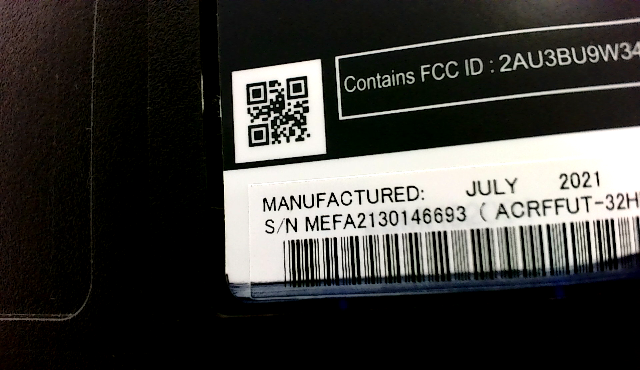 Contains FCC ID : 2AU3BU9W34
MANUFACTURED: JULY 2021
S/N MEFA2130146693 ( ACRFFUT-32H